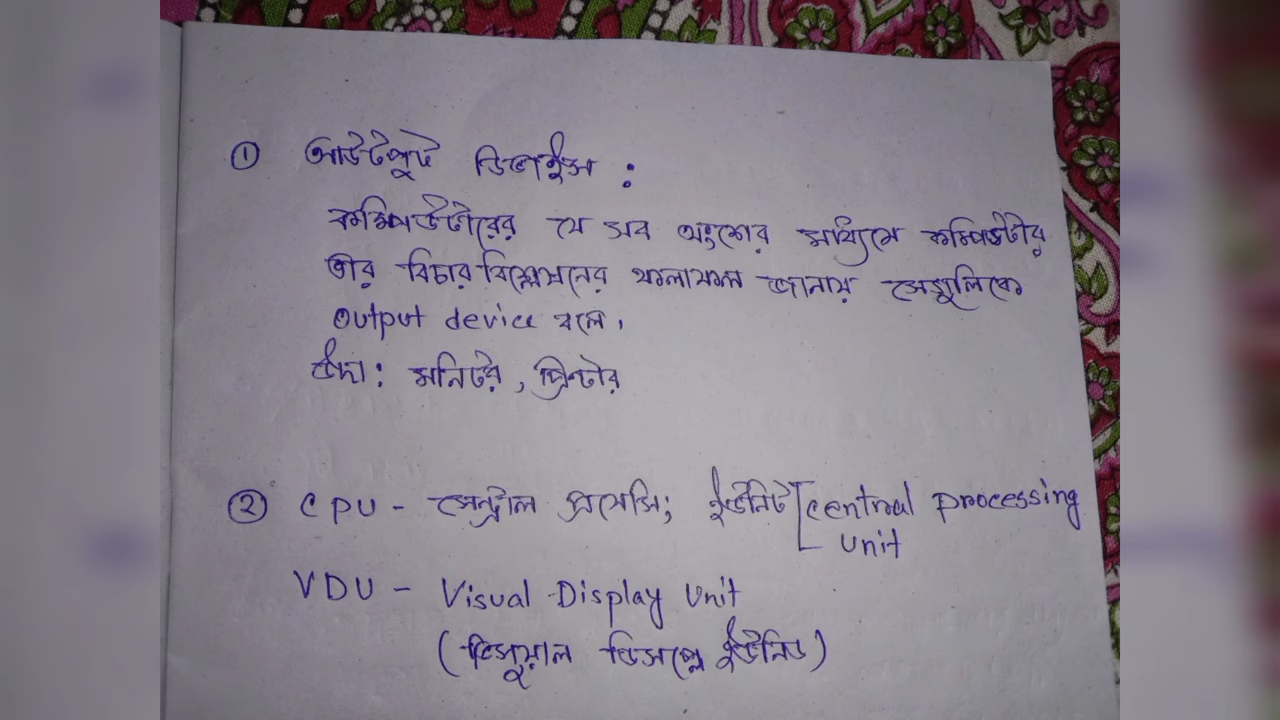 ① আউটপুট ডিভাইস :
কম্পিউটারের যে সব অংশের মাধ্যমে কম্পিউটার
তার বিচার বিশ্লেষনের ফলাফল জানায় সেগুলিকে
output device বলে।
উদা: মনিটর, প্রিন্টার
② CPU - সেন্ট্রাল প্রসেসিং ইউনিট [central processing
unit
VDU - Visual Display Unit
(ভিসুয়াল ডিসপ্লে ইউনিট)